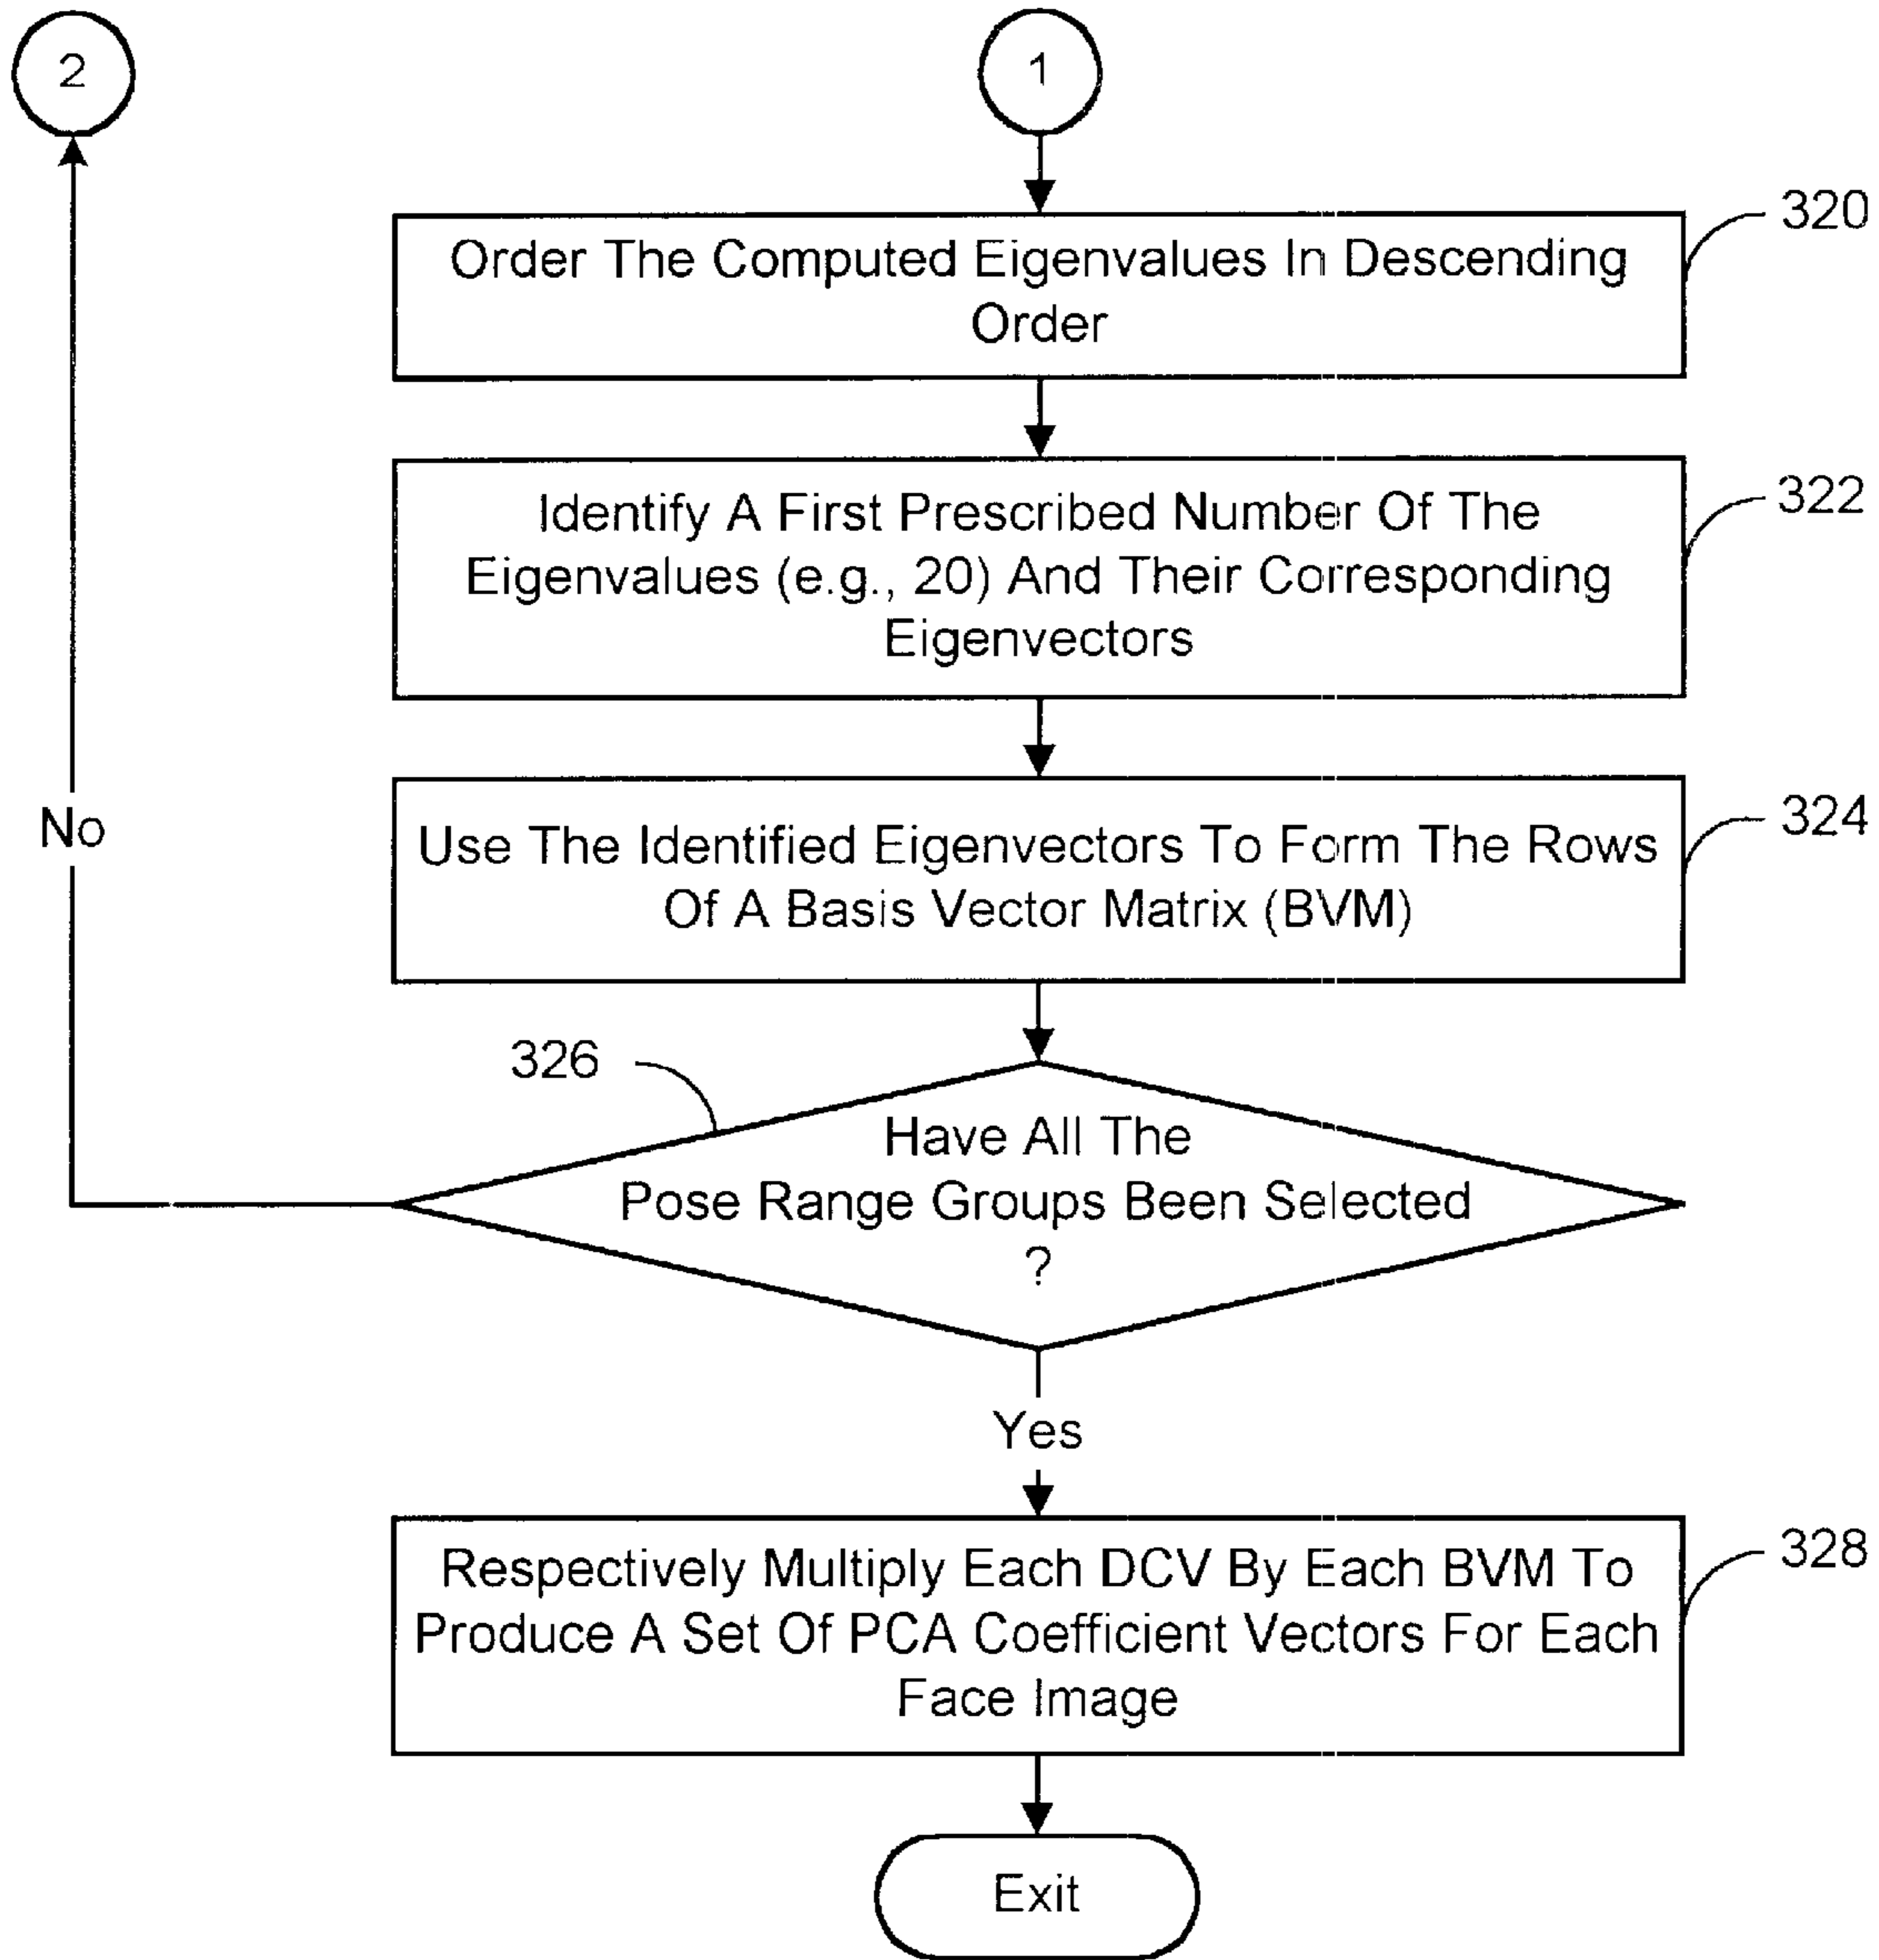 2
1
320
Order The Computed Eigenvalues In Descending
Order
322
Identify A First Prescribed Number Of The
Eigenvalues (e.g., 20) And Their Corresponding
Eigenvectors
324
Use The Identified Eigenvectors To Form The Rows
Of A Basis Vector Matrix (BVM)
No
326
Have All The
Pose Range Groups Been Selected
?
Yes
328
Respectively Multiply Each DCV By Each BVM To
Produce A Set Of PCA Coefficient Vectors For Each
Face Image
Exit